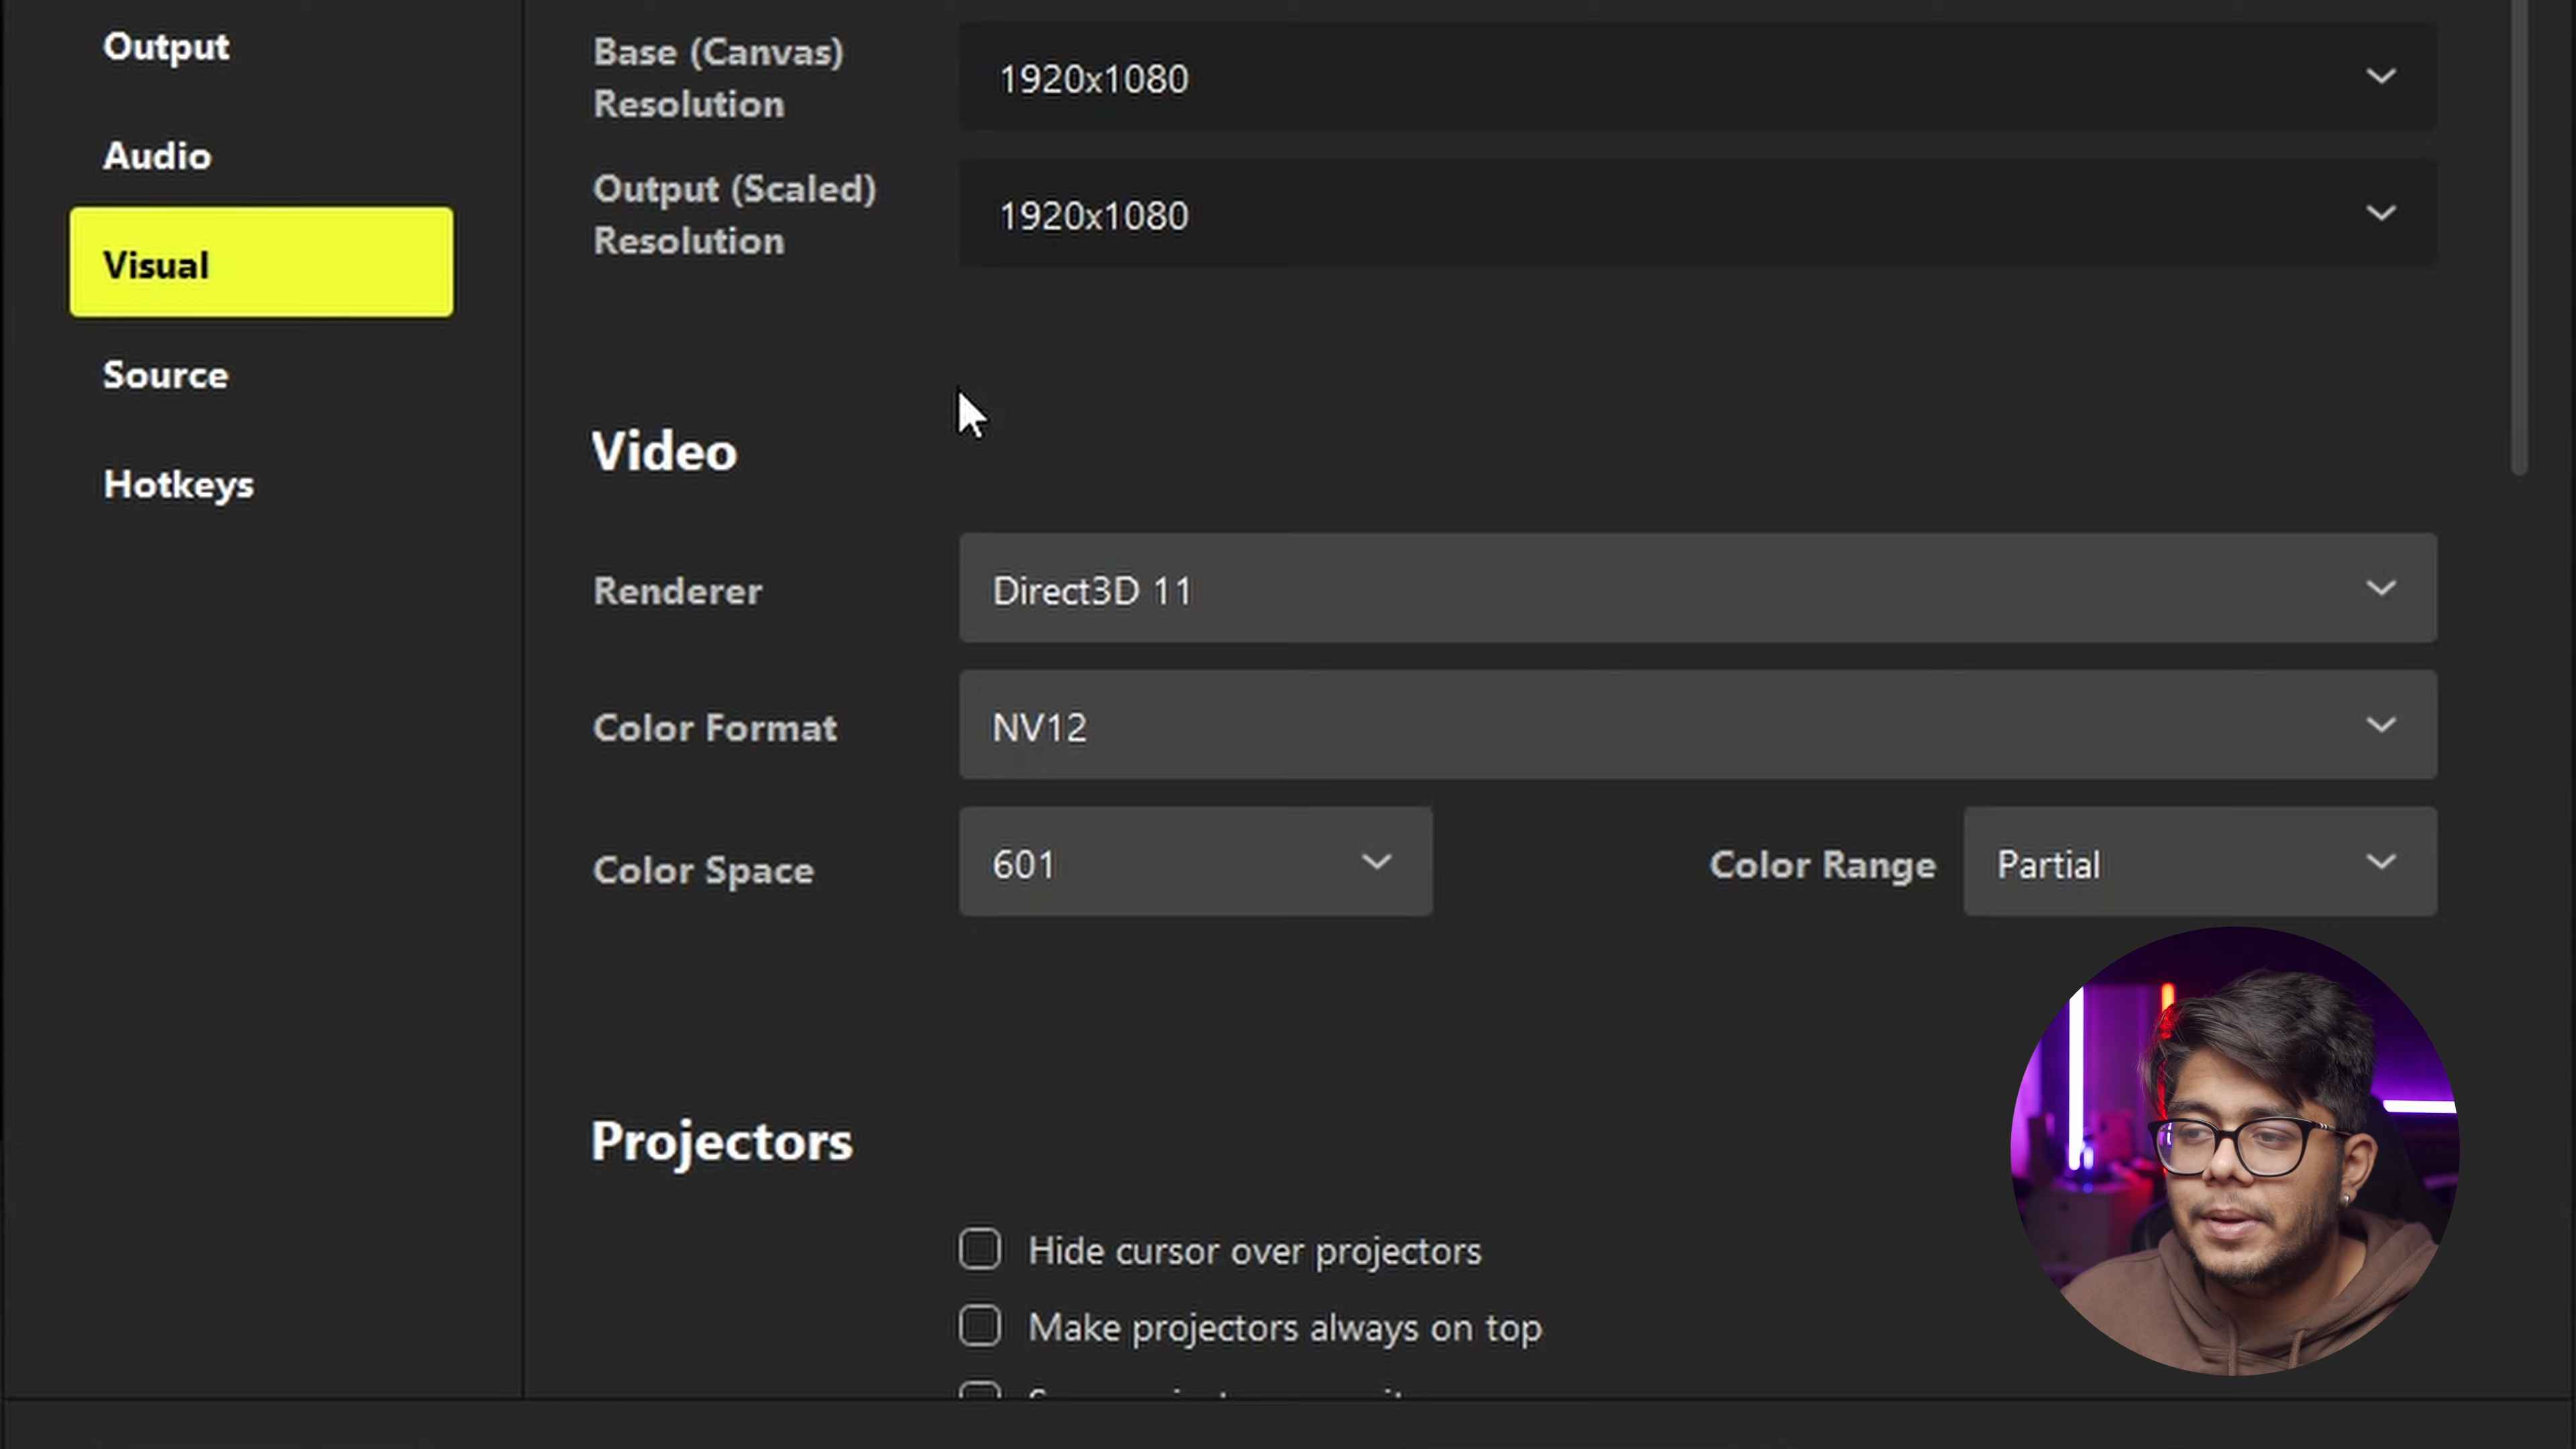 Output
Audio
Visual
Source
Hotkeys
Base (Canvas)
Resolution
1920x1080
Output (Scaled)
Resolution
1920x1080
Video
Renderer
Direct3D 11
Color Format
NV12
Color Space
601
Color Range
Partial
Projectors
Hide cursor over projectors
Make projectors always on top